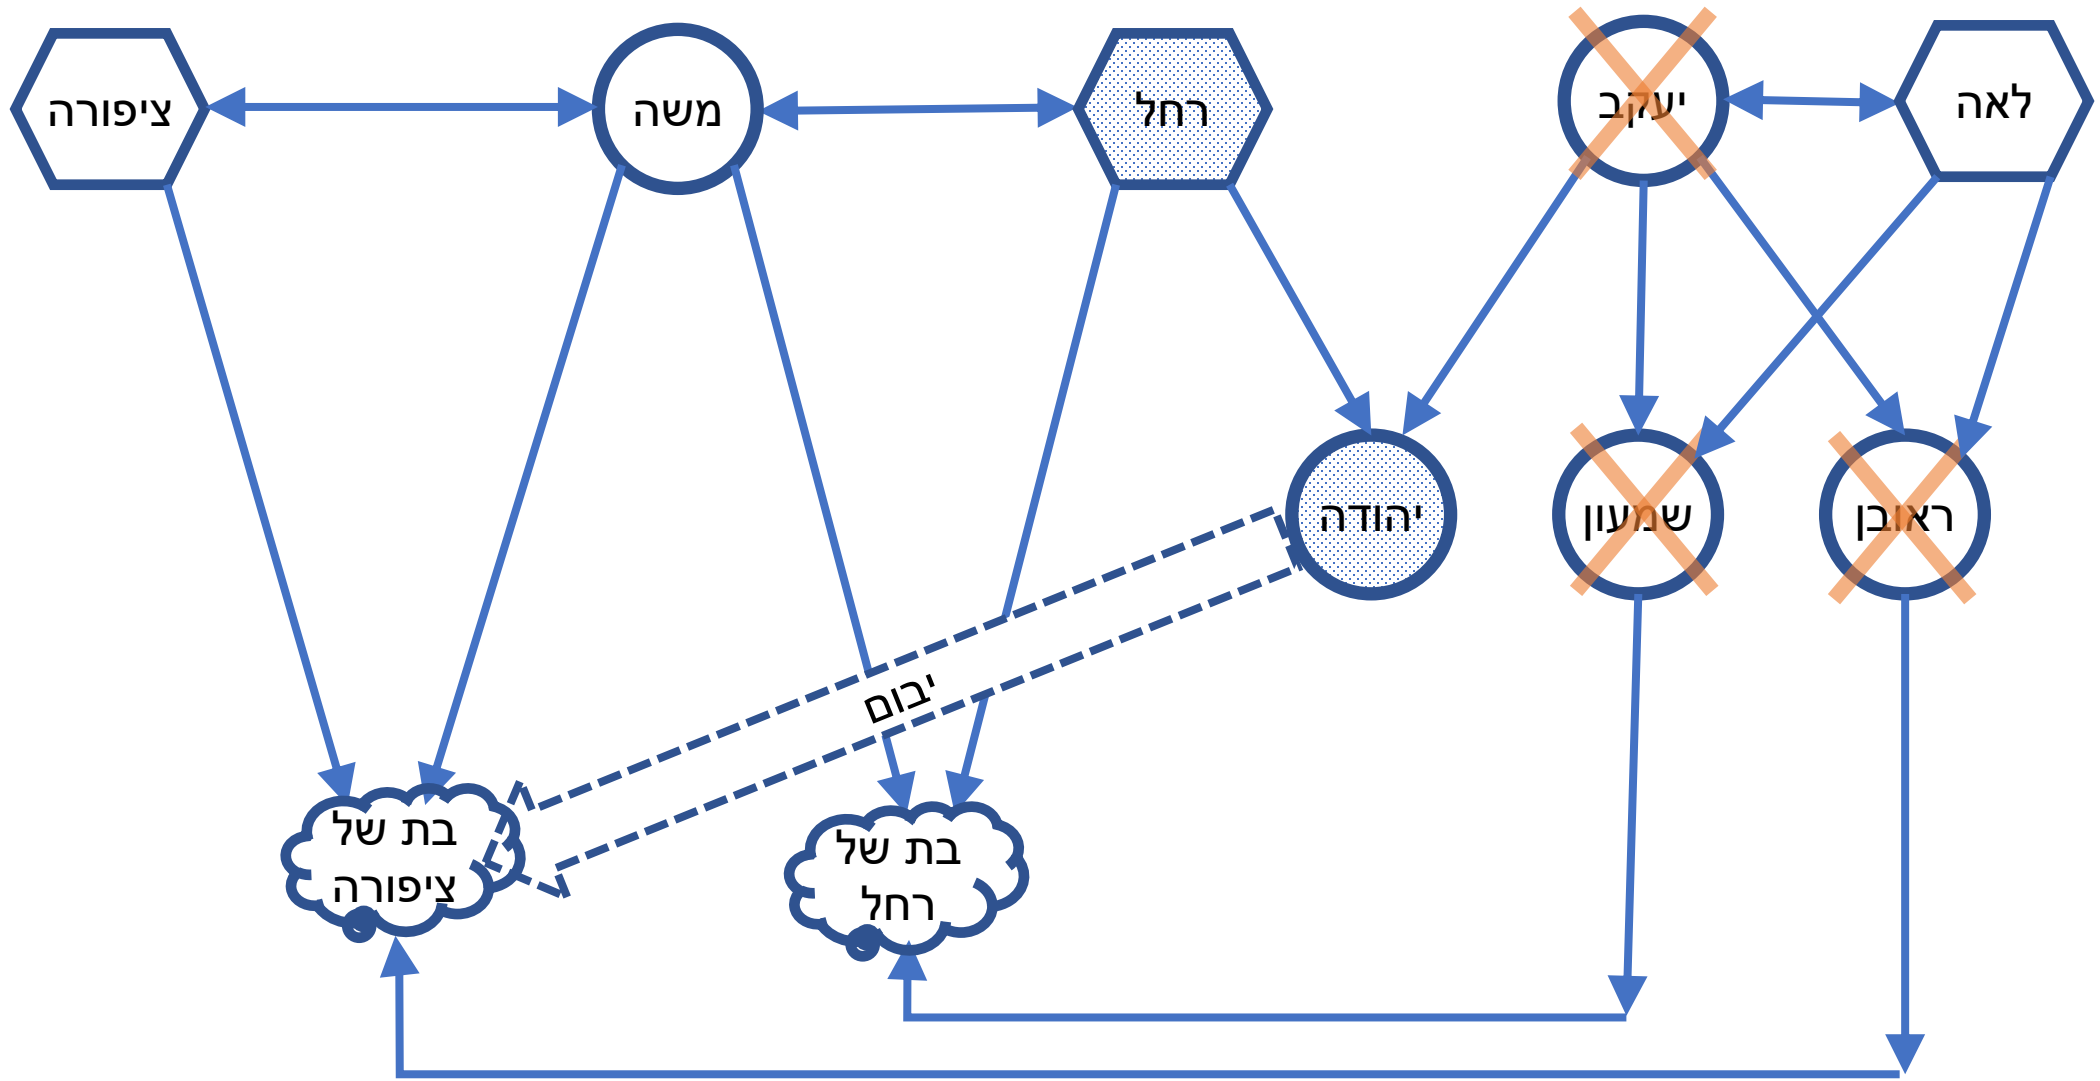 לאה
יעקב
רחל
משה
ציפורה
ראובן
שמעון
יהודה
יבום
בת של
רחל
בת של
ציפורה